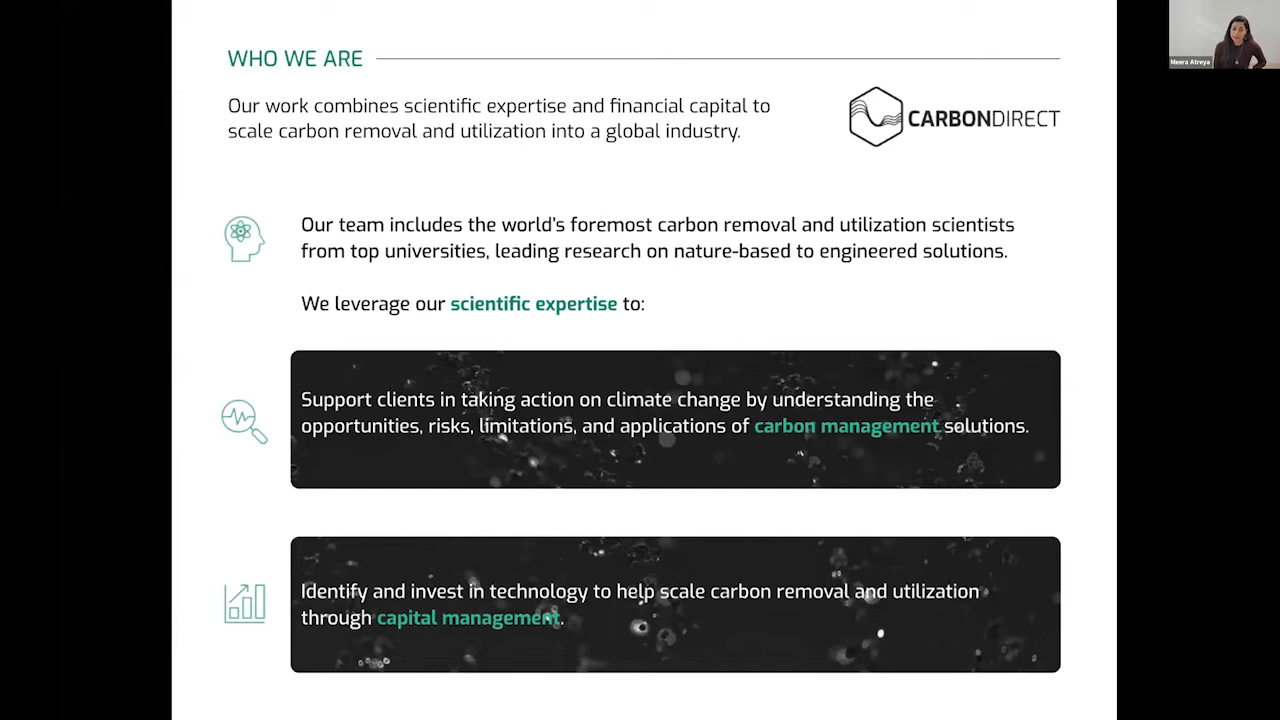 WHO WE ARE
Our work combines scientific expertise and financial capital to
scale carbon removal and utilization into a global industry.
CARBONDIRECT
Our team includes the world's foremost carbon removal and utilization scientists
from top universities, leading research on nature-based to engineered solutions.
We leverage our scientific expertise to:
Support clients in taking action on climate change by understanding the
opportunities, risks, limitations, and applications of carbon management solutions.
Identify and invest in technology to help scale carbon removal and utilization
through capital management.
Meera Atreya